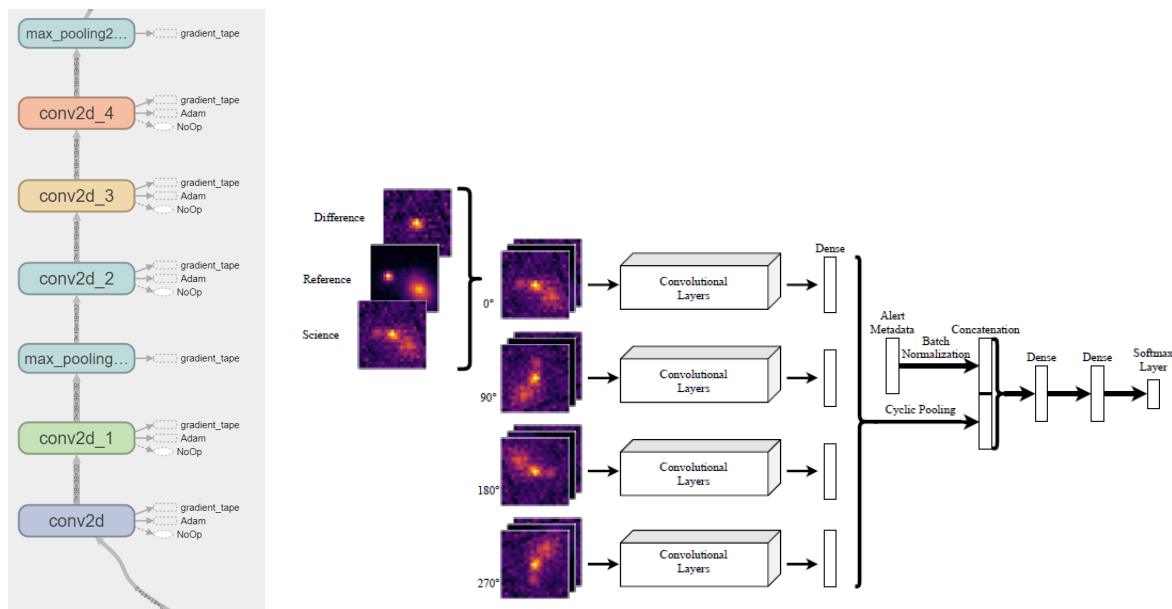 max_pooling2...
gradient_tape
conv2d_4
gradient_tape
Adam
NoOp
conv2d_3
gradient_tape
Adam
NoOp
conv2d_2
gradient_tape
Adam
NoOp
max_pooling...
gradient_tape
conv2d_1
gradient_tape
Adam
NoOp
conv2d
gradient_tape
Adam
NoOp
Difference
Reference
Science
0°
Convolutional
Layers
Dense
90°
Convolutional
Layers
180°
Convolutional
Layers
270°
Convolutional
Layers
Alert
Metadata
Batch
Normalization
Concatenation
Cyclic Pooling
Dense
Dense
Softmax
Layer